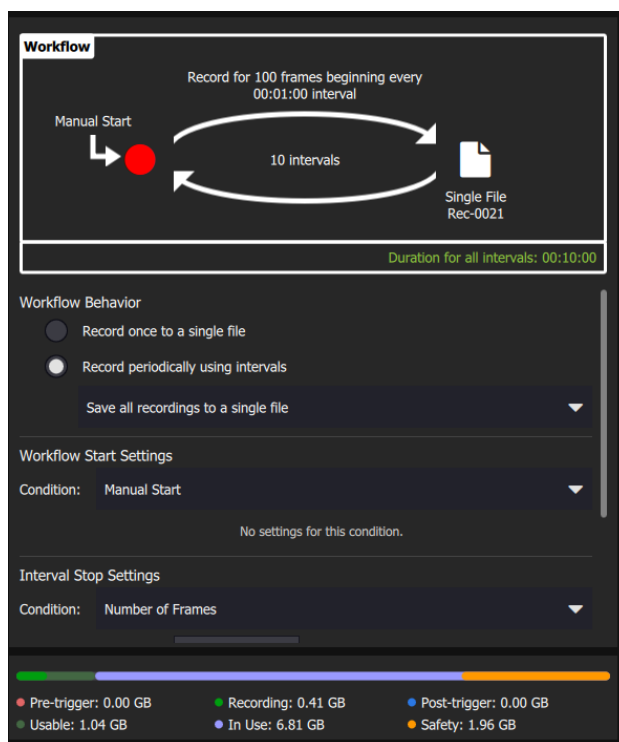 Workflow
Record for 100 frames beginning every
00:01:00 interval
Manual Start
10 intervals
Single File
Rec-0021
Duration for all intervals: 00:10:00
Workflow Behavior
Record once to a single file
Record periodically using intervals
Save all recordings to a single file
Workflow Start Settings
Condition: Manual Start
No settings for this condition.
Interval Stop Settings
Condition: Number of Frames
Pre-trigger: 0.00 GB Recording: 0.41 GB Post-trigger: 0.00 GB
Usable: 1.04 GB In Use: 6.81 GB Safety: 1.96 GB